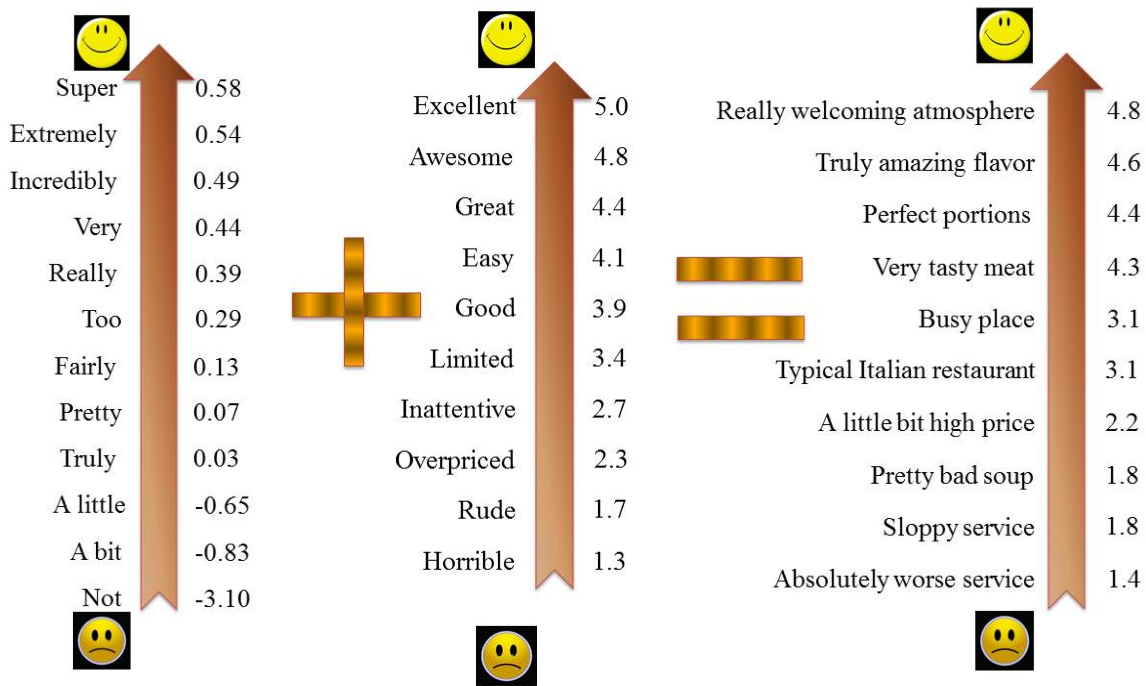 Super 0.58
Extremely 0.54
Incredibly 0.49
Very 0.44
Really 0.39
Too 0.29
Fairly 0.13
Pretty 0.07
Truly 0.03
A little -0.65
A bit -0.83
Not -3.10
Excellent 5.0
Awesome 4.8
Great 4.4
Easy 4.1
Good 3.9
Limited 3.4
Inattentive 2.7
Overpriced 2.3
Rude 1.7
Horrible 1.3
Really welcoming atmosphere 4.8
Truly amazing flavor 4.6
Perfect portions 4.4
Very tasty meat 4.3
Busy place 3.1
Typical Italian restaurant 3.1
A little bit high price 2.2
Pretty bad soup 1.8
Sloppy service 1.8
Absolutely worse service 1.4